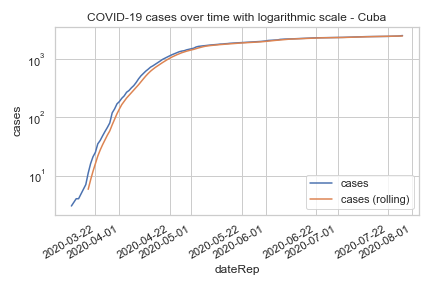 COVID-19 cases over time with logarithmic scale - Cuba
10³
10²
10¹
cases
cases
cases (rolling)
2020-03-22
2020-04-01
2020-04-22
2020-05-01
2020-05-22
2020-06-01
2020-06-22
2020-07-01
2020-07-22
2020-08-01
dateRep